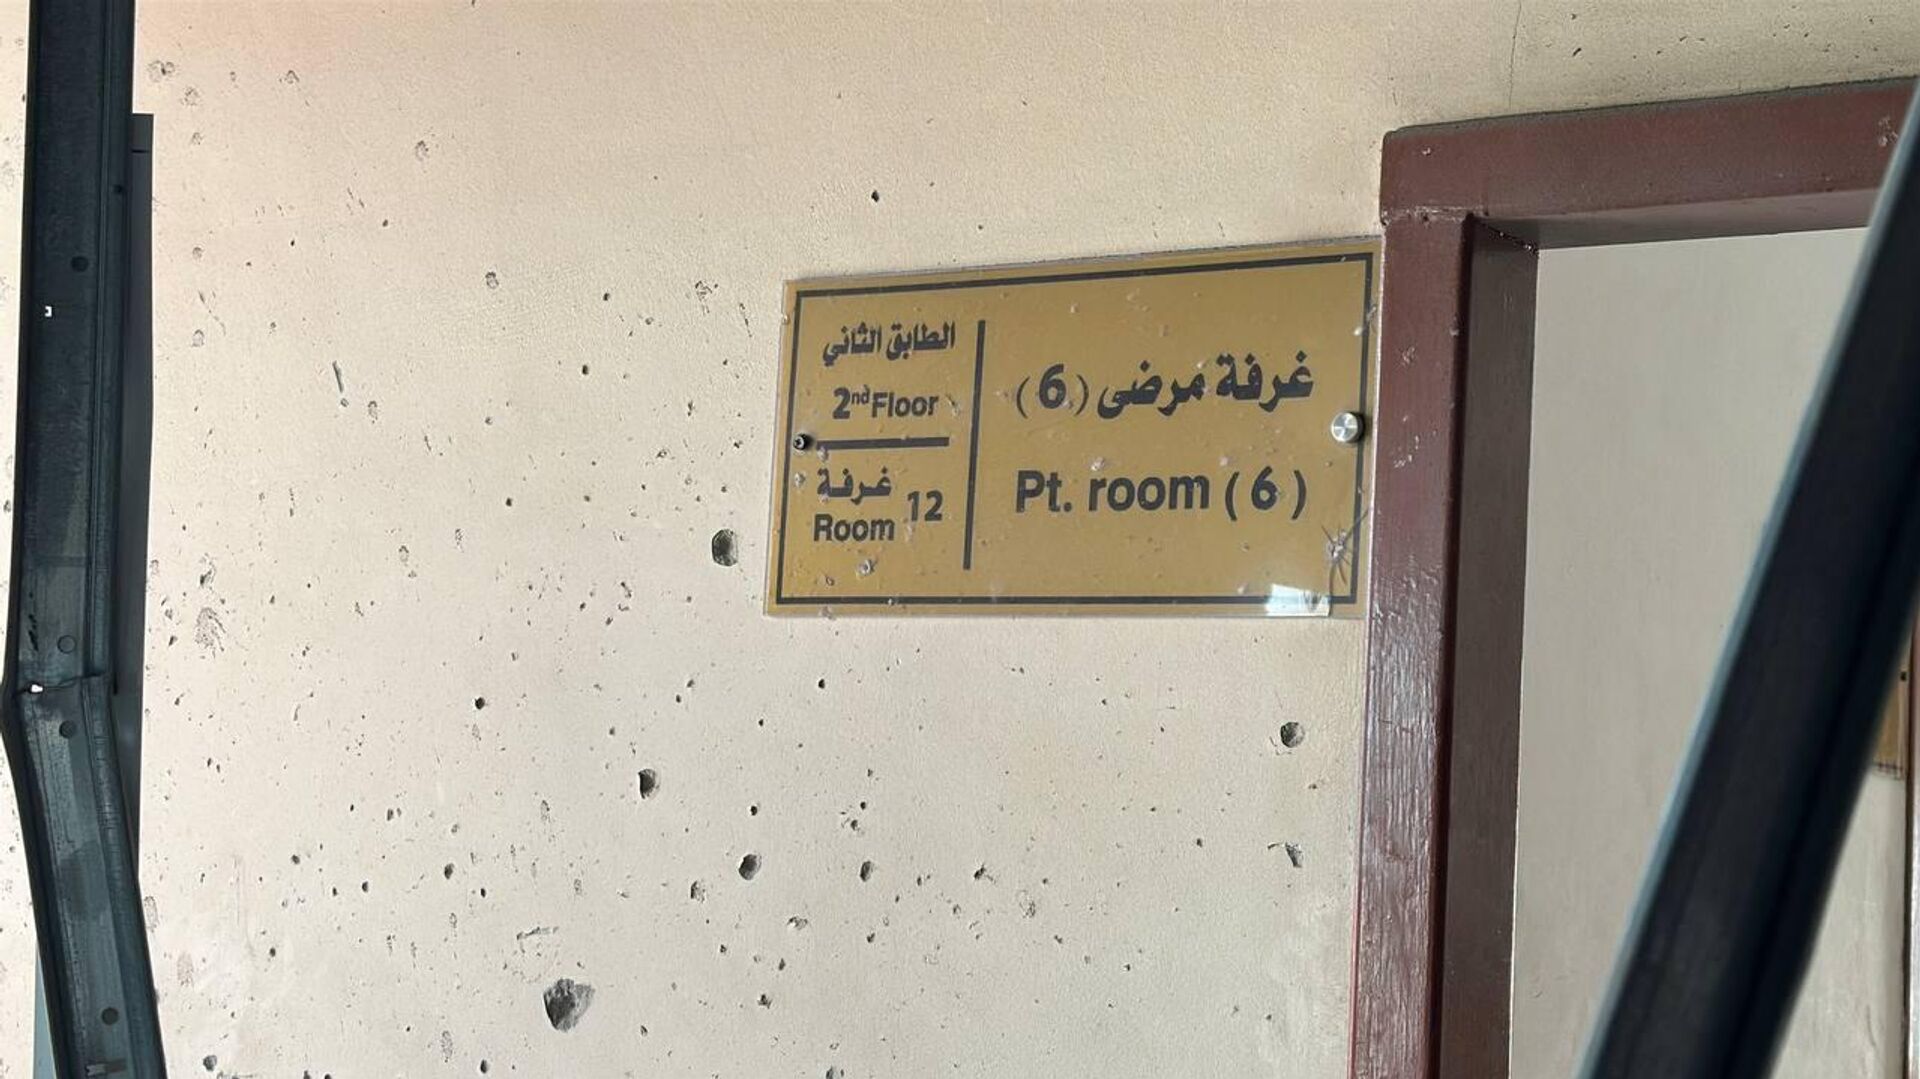 غرفة مرضى (6)
Pt. room (6)
الطابق الثاني
2nd Floor
غرفة 12
Room